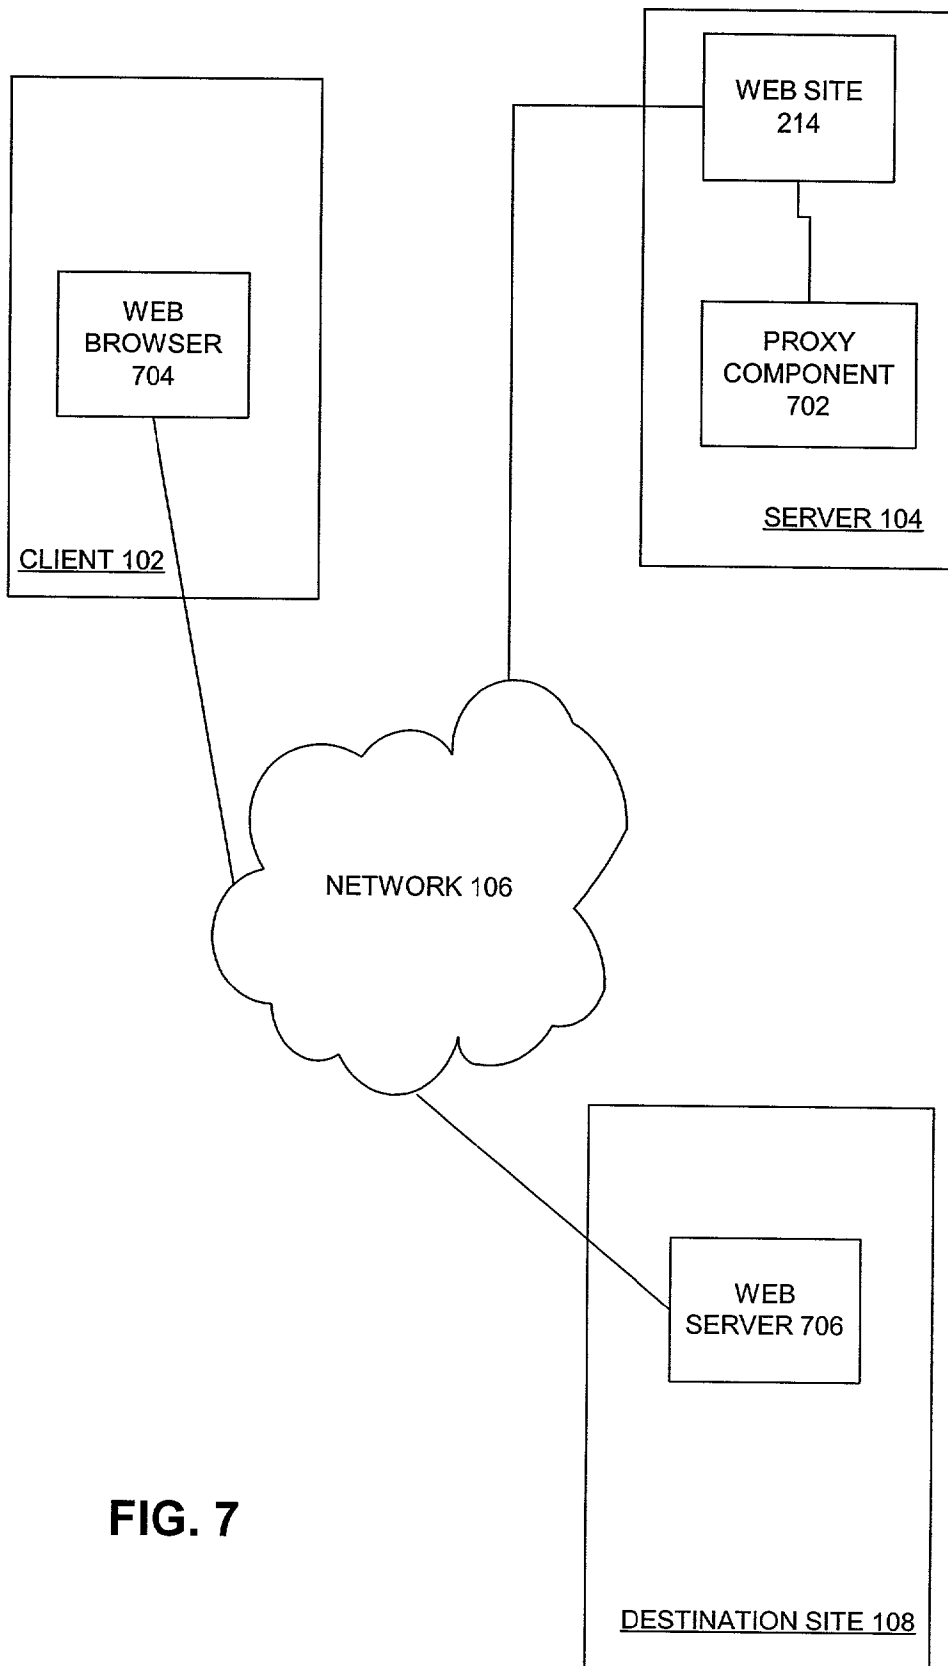 WEB SITE
214
WEB
BROWSER
704
PROXY
COMPONENT
702
SERVER 104
CLIENT 102
NETWORK 106
WEB
SERVER 706
FIG. 7
DESTINATION SITE 108